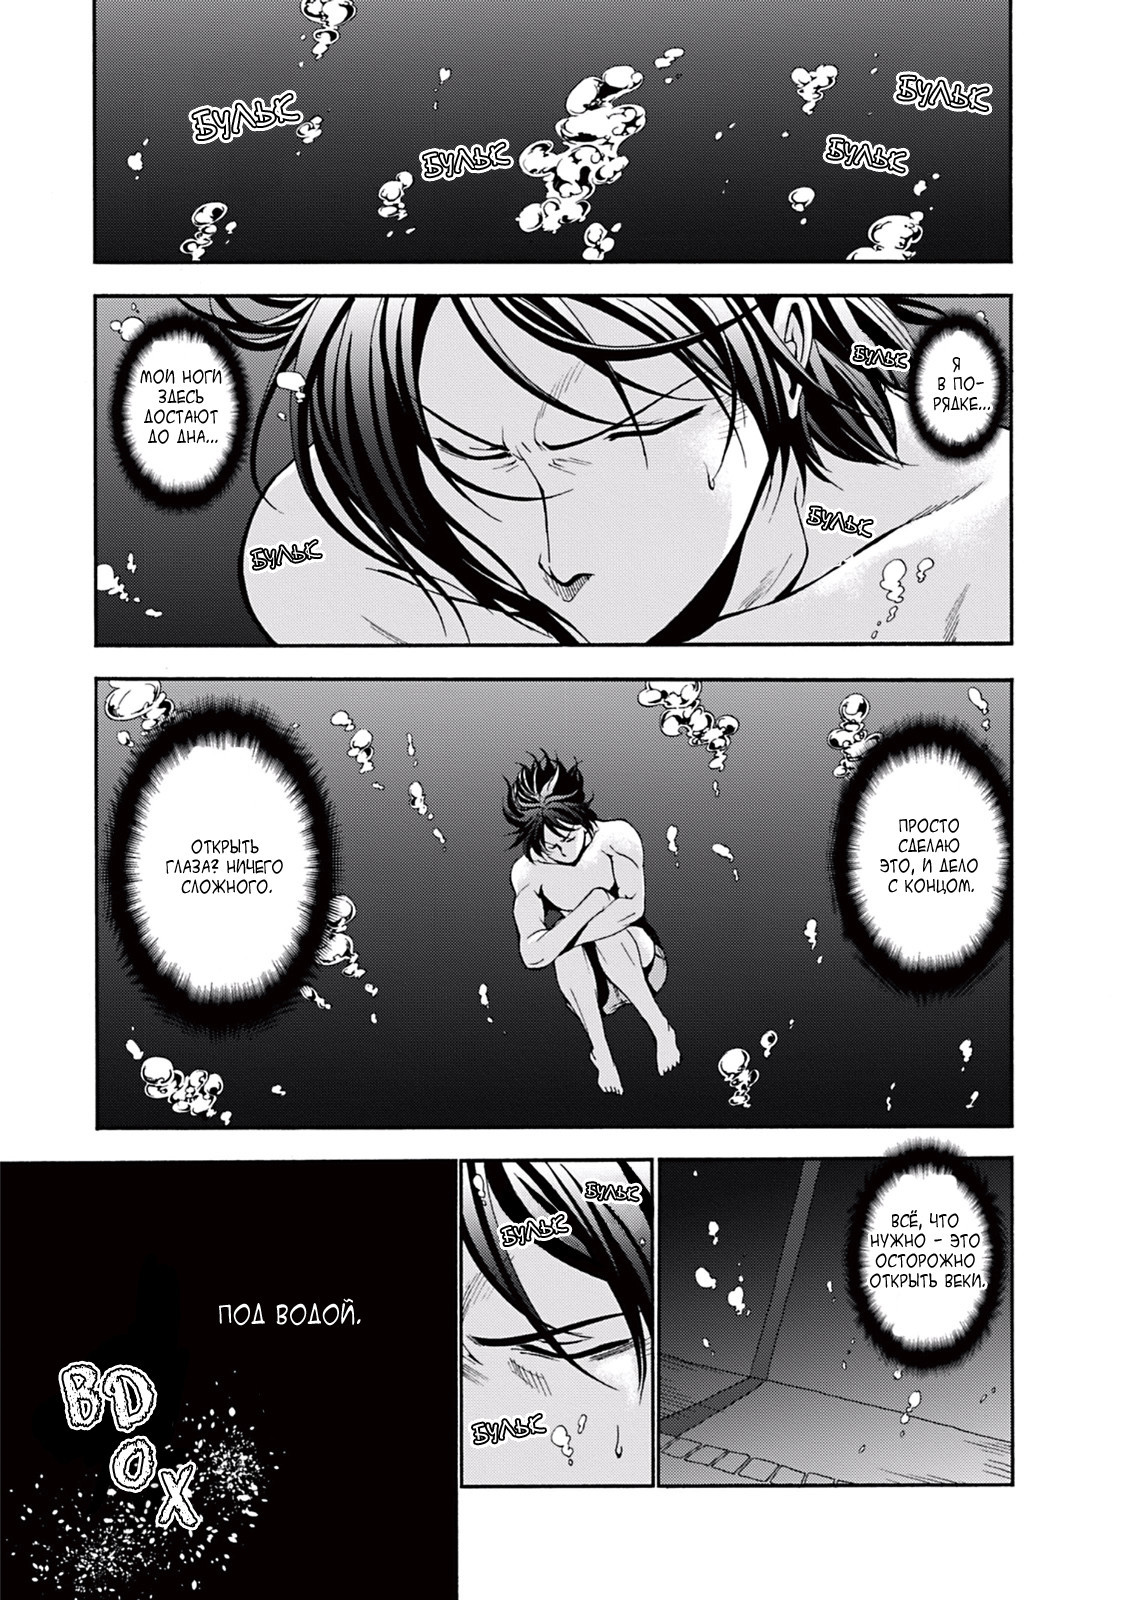 БУЛЬК
БУЛЬК
БУЛЬК
БУЛЬК
Я
В ПО-
РЯДКЕ...
БУЛЬК
БУЛЬК
МОИ НОГИ
ЗДЕСЬ
ДОСТАЮТ
ДО ДНА...
БУЛЬК
ПРОСТО
СДЕЛАЮ
ЭТО, И ДЕЛО
С КОНЦОМ.
ОТКРЫТЬ
ГЛАЗА? НИЧЕГО
СЛОЖНОГО.
ВСЁ, ЧТО
НУЖНО - ЭТО
ОСТОРОЖНО
ОТКРЫТЬ ВЕКИ.
БУЛЬК
БУЛЬК
БУЛЬК
ПОД ВОДОЙ.
ВДОХ